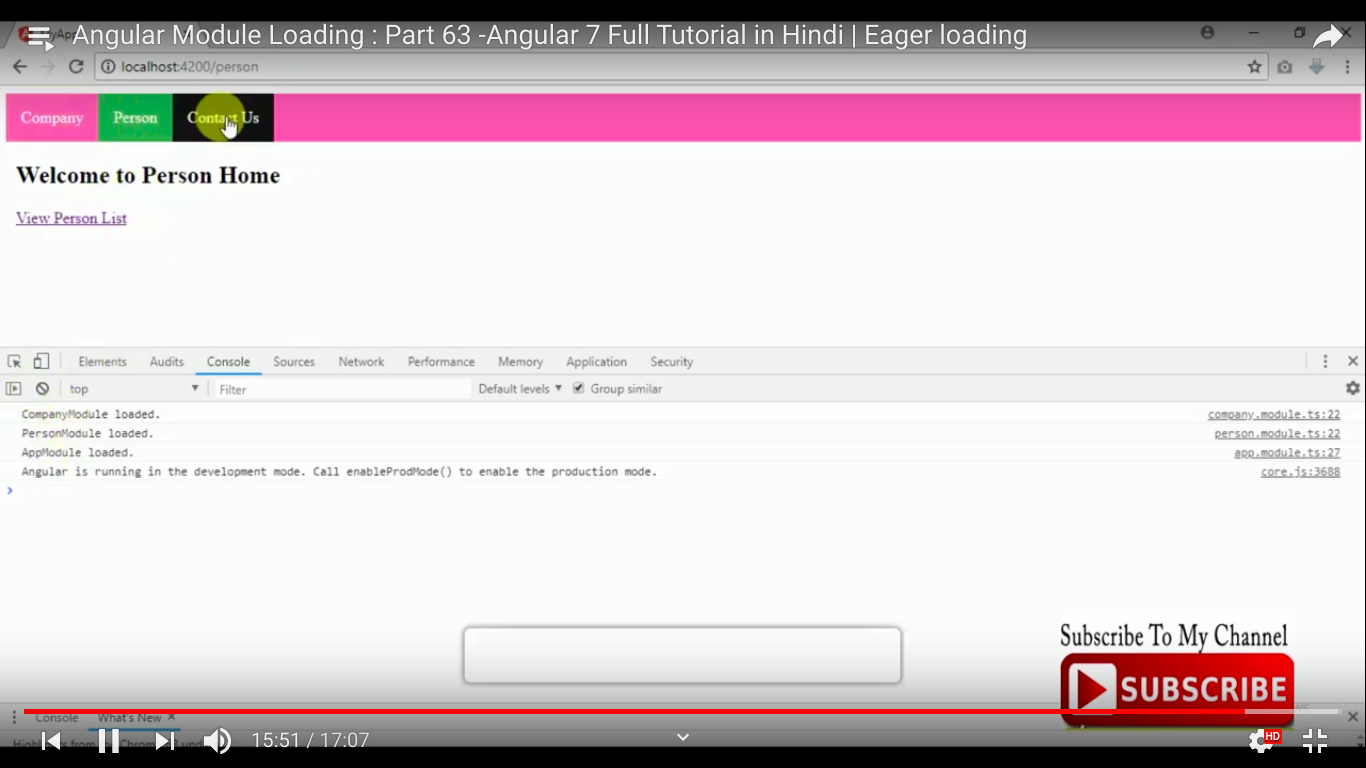 Angular Module Loading : Part 63 -Angular 7 Full Tutorial in Hindi | Eager loading
localhost:4200/person
Company Person Contact Us
Welcome to Person Home
View Person List
Elements Audits Console Sources Network Performance Memory Application Security
top Filter Default levels Group similar
CompanyModule loaded. company.module.ts:22
PersonModule loaded. person.module.ts:22
AppModule loaded. app.module.ts:27
Angular is running in the development mode. Call enableProdMode() to enable the production mode. core.js:3688
Subscribe To My Channel
SUBSCRIBE
Console What's New
15:51 / 17:07
HD